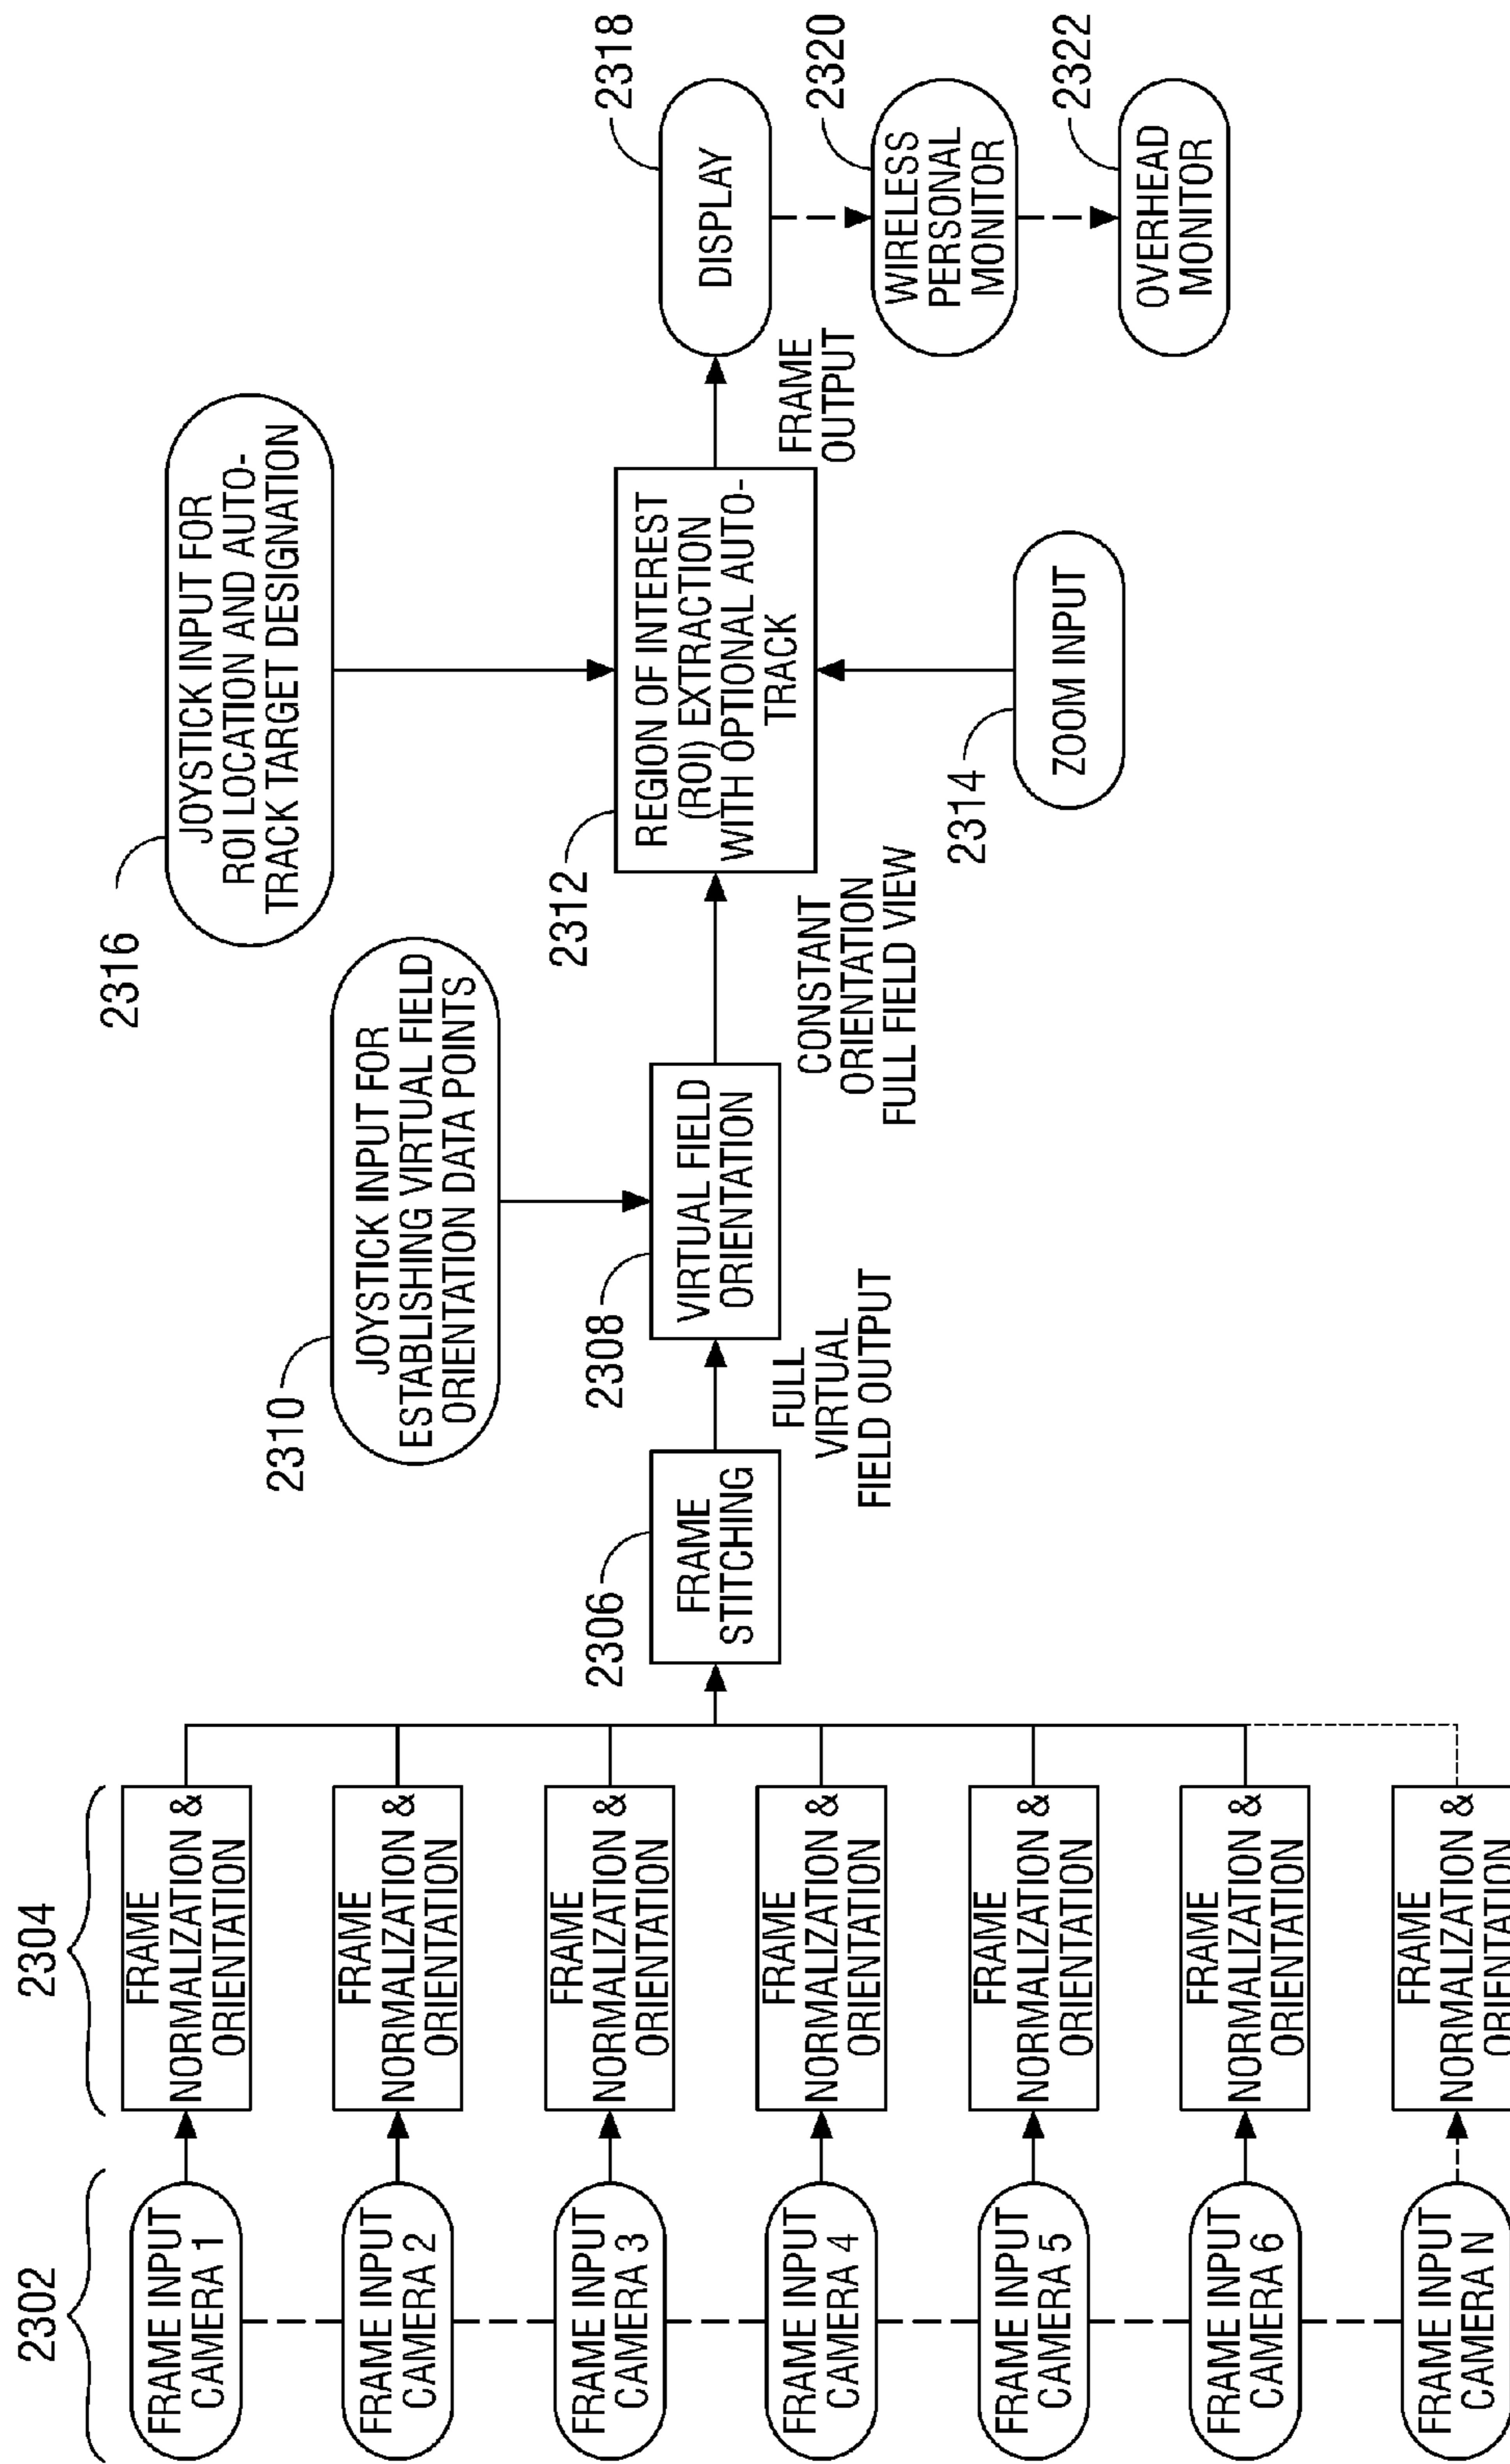 2302
2304
FRAME INPUT
CAMERA 1
FRAME
NORMALIZATION &
ORIENTATION
FRAME INPUT
CAMERA 2
FRAME
NORMALIZATION &
ORIENTATION
FRAME INPUT
CAMERA 3
FRAME
NORMALIZATION &
ORIENTATION
FRAME INPUT
CAMERA 4
FRAME
NORMALIZATION &
ORIENTATION
FRAME INPUT
CAMERA 5
FRAME
NORMALIZATION &
ORIENTATION
FRAME INPUT
CAMERA 6
FRAME
NORMALIZATION &
ORIENTATION
FRAME INPUT
CAMERA N
FRAME
NORMALIZATION &
ORIENTATION
2306
FRAME
STITCHING
FULL
VIRTUAL
FIELD OUTPUT
2310
JOYSTICK INPUT FOR
ESTABLISHING VIRTUAL FIELD
ORIENTATION DATA POINTS
2308
VIRTUAL FIELD
ORIENTATION
CONSTANT
ORIENTATION
FULL FIELD VIEW
2316
JOYSTICK INPUT FOR
ROI LOCATION AND AUTO-
TRACK TARGET DESIGNATION
2312
REGION OF INTEREST
(ROI) EXTRACTION
WITH OPTIONAL AUTO-
TRACK
2314
ZOOM INPUT
FRAME
OUTPUT
2318
DISPLAY
2320
WIRELESS
PERSONAL
MONITOR
2322
OVERHEAD
MONITOR